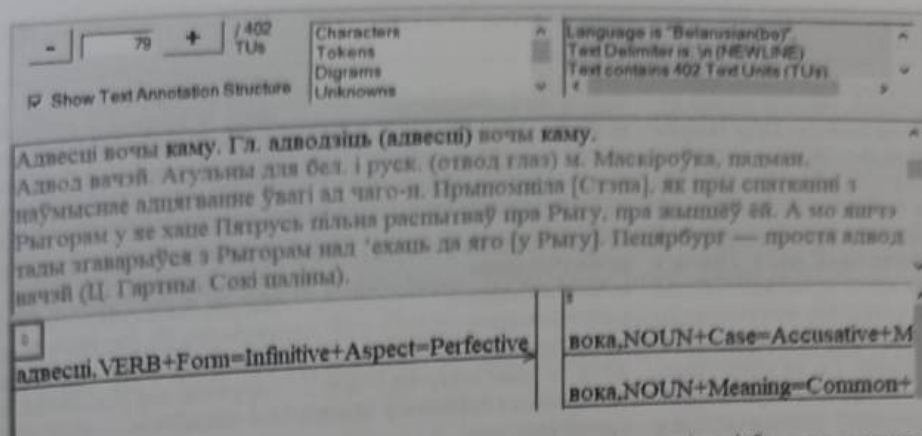 - 79 + / 402 TUs
Show Text Annotation Structure
Characters
Tokens
Digrams
Unknowns
Language is "Belarusian(be)".
Text Delimiter is: \n (NEWLINE)
Text contains 402 Text Units (TUs)
Адвесці вочы каму. Гл. адводзіць (адвесці) вочы каму.
Адвод вачэй. Агульны для бел. і руск. (отвод глаз) м. Маскіроўка, падман,
наўмыснае адцягванне ўвагі ад чаго-н. Прыпомніла [Стэпа], як пры спатканні з
Рыгорам у яе хаце Пятрусь пільна распытваў пра Рыгу, пра жыццё ў ёй. А мо яшчэ
тады згаварыўся з Рыгорам над 'ехаць да яго [у Рыгу]. Пецярбург — проста адвод
вачэй (Ц. Гартны. Сокі цаліны).
адвесці,VERB+Form=Infinitive+Aspect=Perfective
вока,NOUN+Case=Accusative+M
вока,NOUN+Meaning=Common+